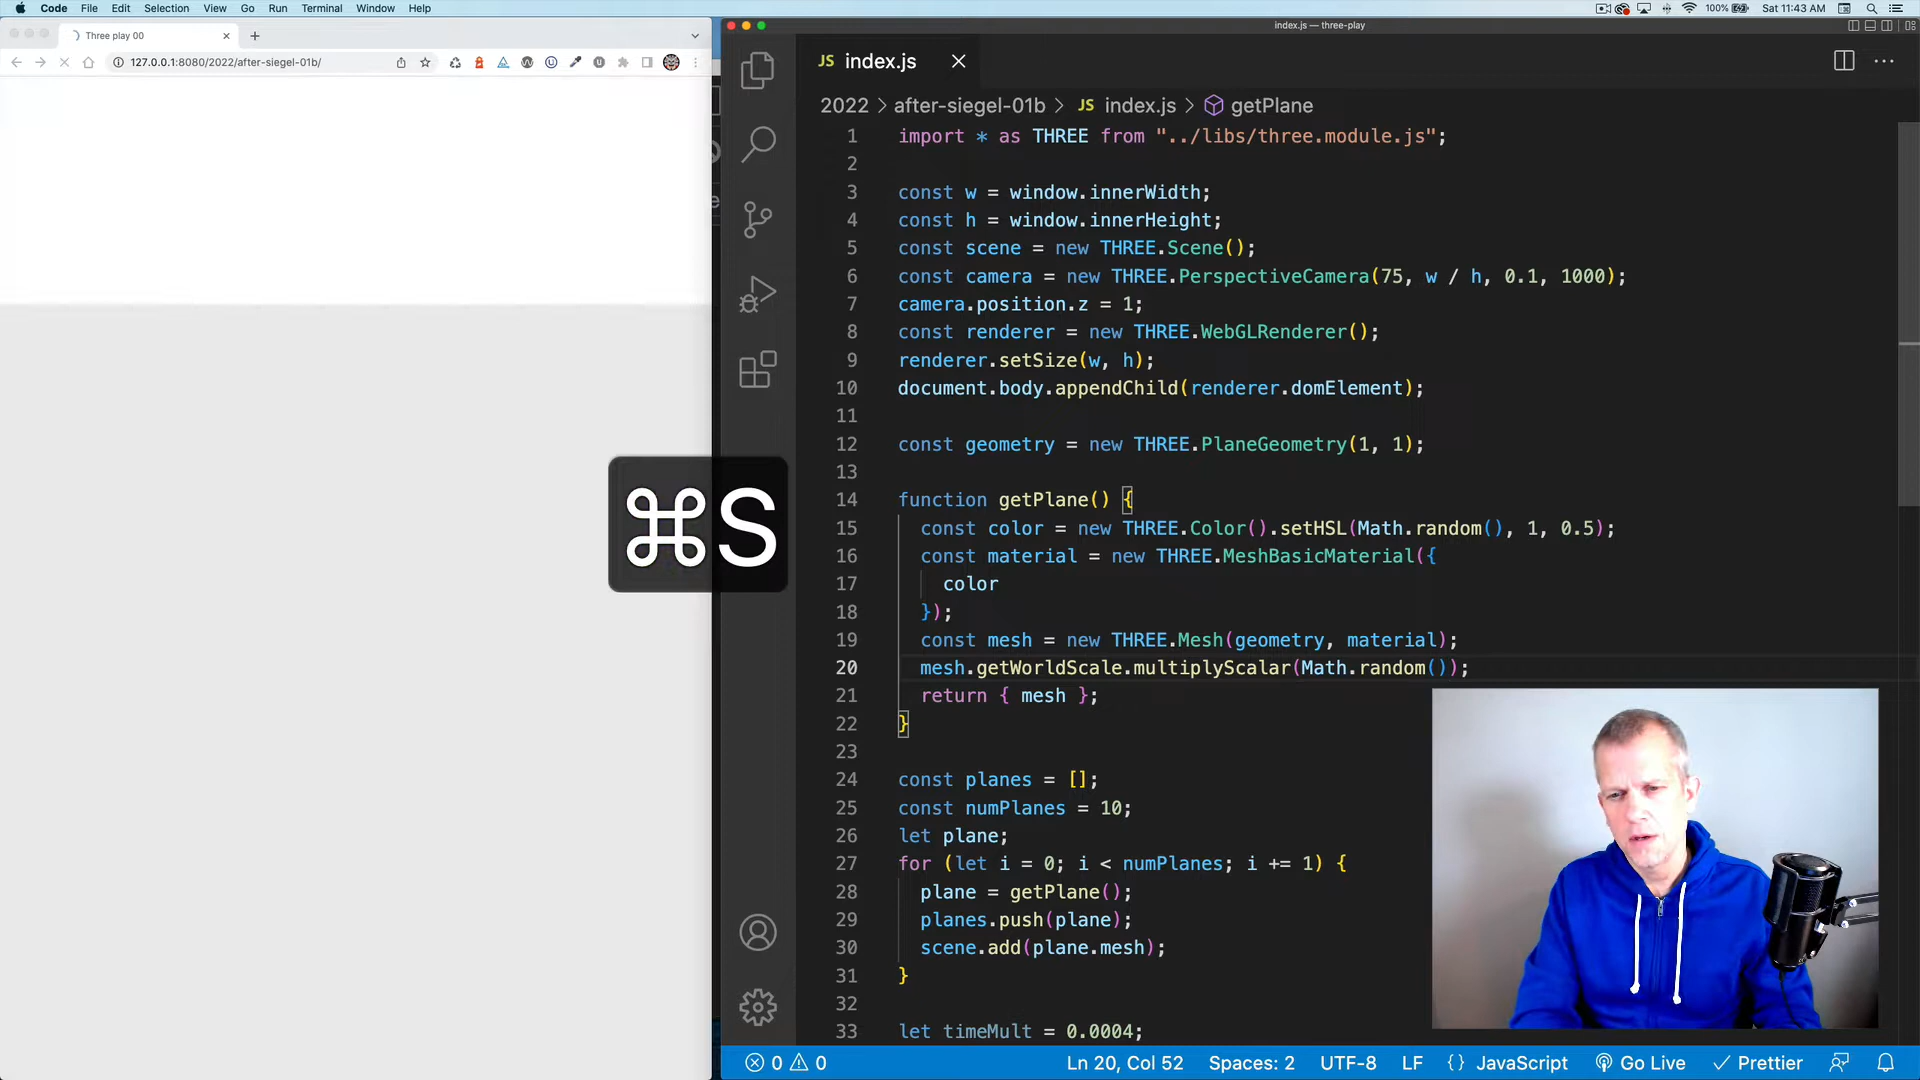 Code File Edit Selection View Go Run Terminal Window Help
100% Sat 11:43 AM
Three play 00
127.0.0.1:8080/2022/after-siegel-01b/
index.js — three-play
JS index.js
2022 > after-siegel-01b > JS index.js > getPlane
1 import * as THREE from "../libs/three.module.js";
2
3 const w = window.innerWidth;
4 const h = window.innerHeight;
5 const scene = new THREE.Scene();
6 const camera = new THREE.PerspectiveCamera(75, w / h, 0.1, 1000);
7 camera.position.z = 1;
8 const renderer = new THREE.WebGLRenderer();
9 renderer.setSize(w, h);
10 document.body.appendChild(renderer.domElement);
11
12 const geometry = new THREE.PlaneGeometry(1, 1);
13
14 function getPlane() {
15 const color = new THREE.Color().setHSL(Math.random(), 1, 0.5);
16 const material = new THREE.MeshBasicMaterial({
17 color
18 });
19 const mesh = new THREE.Mesh(geometry, material);
20 mesh.getWorldScale.multiplyScalar(Math.random());
21 return { mesh };
22 }
23
24 const planes = [];
25 const numPlanes = 10;
26 let plane;
27 for (let i = 0; i < numPlanes; i += 1) {
28 plane = getPlane();
29 planes.push(plane);
30 scene.add(plane.mesh);
31 }
32
33 let timeMult = 0.0004;
⌘S
0 0 Ln 20, Col 52 Spaces: 2 UTF-8 LF {} JavaScript Go Live Prettier